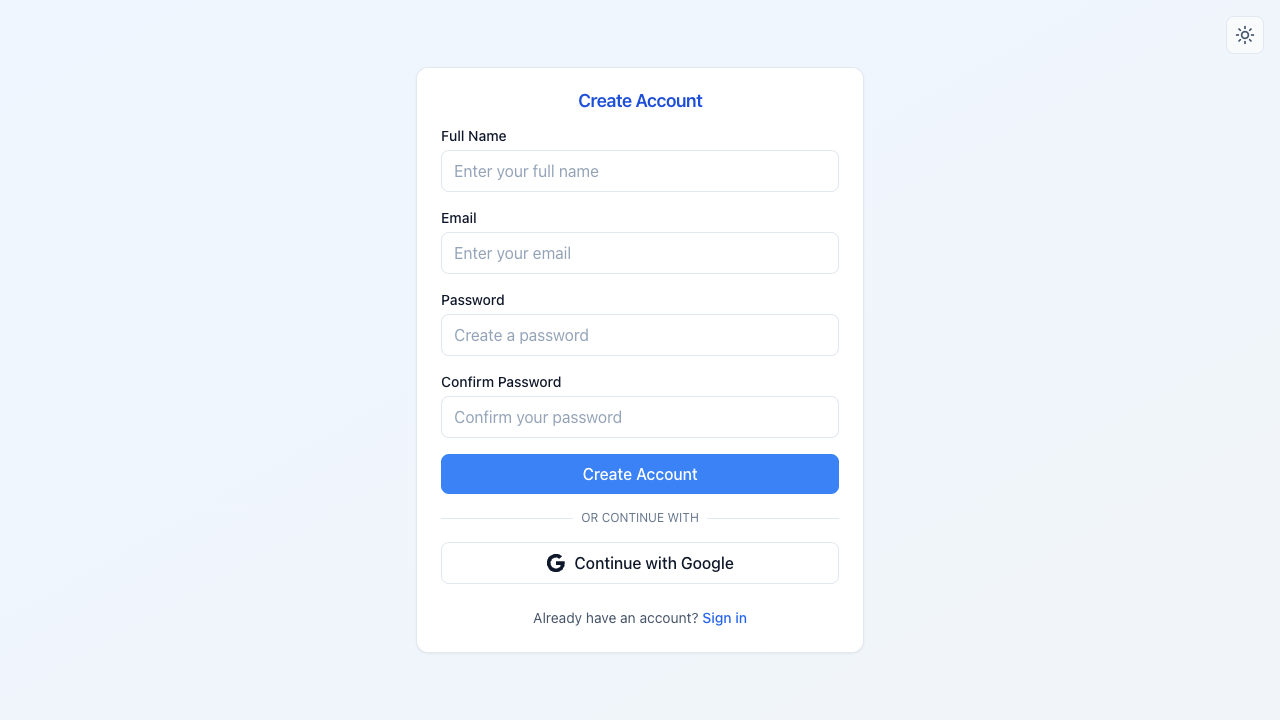 Create Account
Full Name
Enter your full name
Email
Enter your email
Password
Create a password
Confirm Password
Confirm your password
Create Account
OR CONTINUE WITH
Continue with Google
Already have an account? Sign in